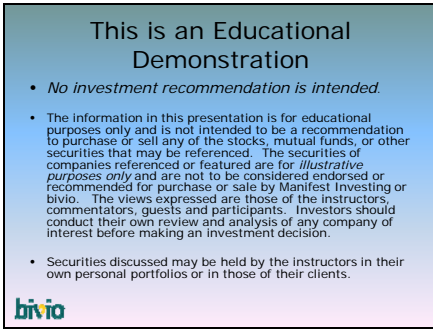 This is an Educational
Demonstration
• No investment recommendation is intended.
• The information in this presentation is for educational
purposes only and is not intended to be a recommendation
to purchase or sell any of the stocks, mutual funds, or other
securities that may be referenced. The securities of
companies referenced or featured are for illustrative
purposes only and are not to be considered endorsed or
recommended for purchase or sale by Manifest Investing or
bivio. The views expressed are those of the instructors,
commentators, guests and participants. Investors should
conduct their own review and analysis of any company of
interest before making an investment decision.
• Securities discussed may be held by the instructors in their
own personal portfolios or in those of their clients.
bivio